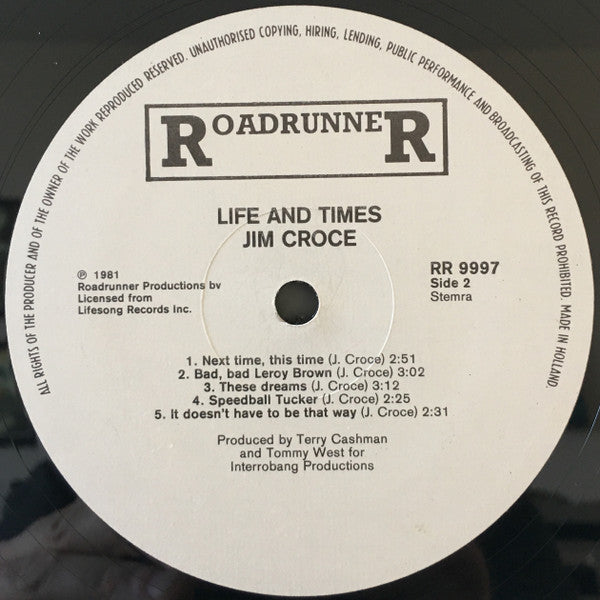 ALL RIGHTS OF THE PRODUCER AND OF THE OWNER OF THE WORK REPRODUCED RESERVED. UNAUTHORISED COPYING, HIRING, LENDING, PUBLIC PERFORMANCE AND BROADCASTING OF THIS RECORD PROHIBITED. MADE IN HOLLAND.
ROADRUNNER
LIFE AND TIMES
JIM CROCE
℗ 1981
Roadrunner Productions bv
Licensed from
Lifesong Records Inc.
RR 9997
Side 2
Stemra
1. Next time, this time (J. Croce) 2:51
2. Bad, bad Leroy Brown (J. Croce) 3:02
3. These dreams (J. Croce) 3:12
4. Speedball Tucker (J. Croce) 2:25
5. It doesn't have to be that way (J. Croce) 2:31
Produced by Terry Cashman
and Tommy West for
Interrobang Productions